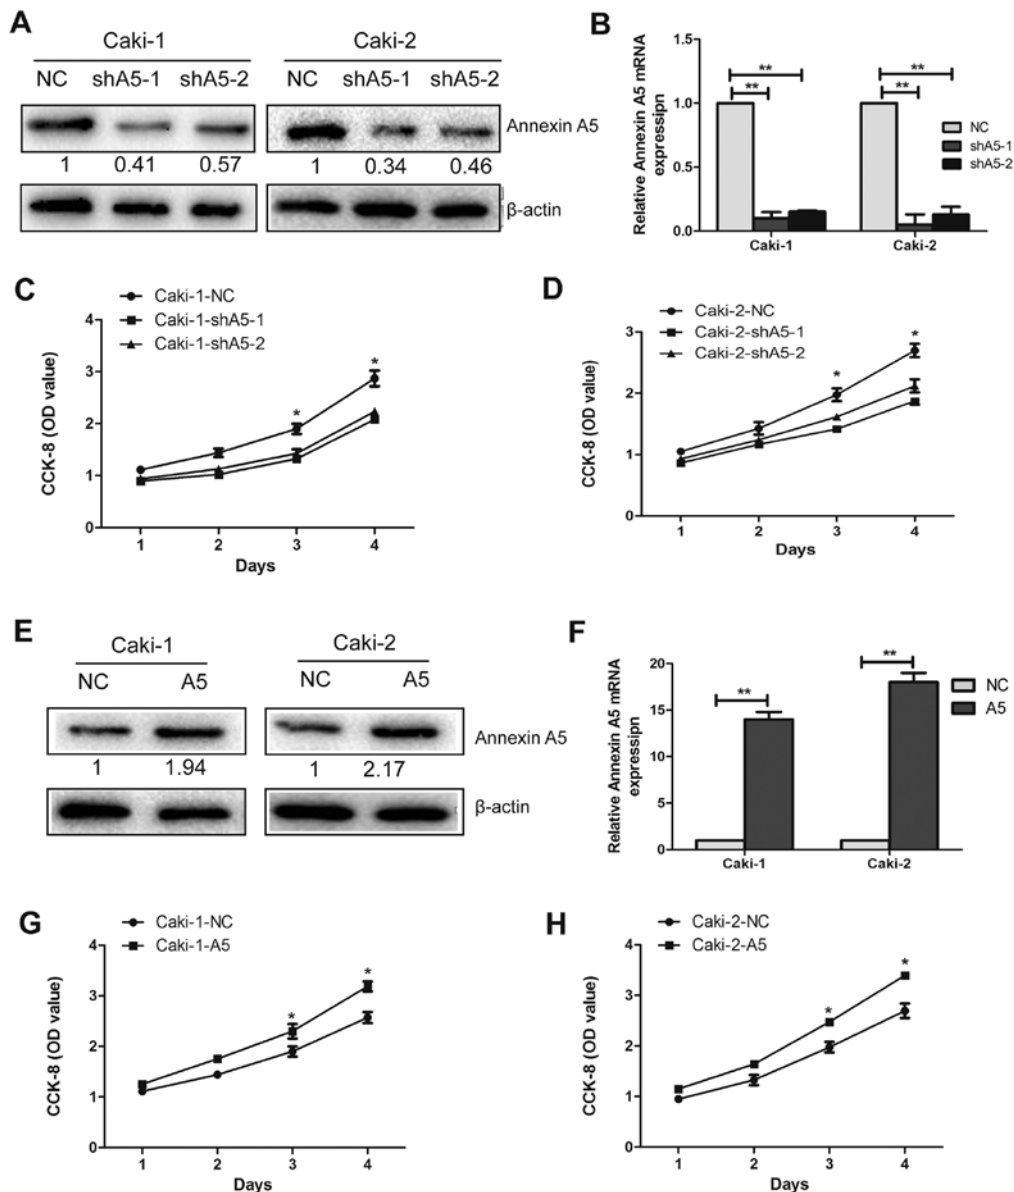 A
Caki-1
Caki-2
NC shA5-1 shA5-2
NC shA5-1 shA5-2
Annexin A5
1 0.41 0.57
1 0.34 0.46
β-actin
B
Relative Annexin A5 mRNA
expressipn
1.5
1.0
0.5
0.0
**
**
**
**
Caki-1
Caki-2
NC
shA5-1
shA5-2
C
Caki-1-NC
Caki-1-shA5-1
Caki-1-shA5-2
CCK-8 (OD value)
4
3
2
1
0
*
*
1 2 3 4
Days
D
Caki-2-NC
Caki-2-shA5-1
Caki-2-shA5-2
CCK-8 (OD value)
3
2
1
0
*
*
1 2 3 4
Days
E
Caki-1
Caki-2
NC A5
NC A5
Annexin A5
1 1.94
1 2.17
β-actin
F
Relative Annexin A5 mRNA
expressipn
20
15
10
5
0
**
**
Caki-1
Caki-2
NC
A5
G
Caki-1-NC
Caki-1-A5
CCK-8 (OD value)
4
3
2
1
0
*
*
1 2 3 4
Days
H
Caki-2-NC
Caki-2-A5
CCK-8 (OD value)
4
3
2
1
0
*
*
1 2 3 4
Days